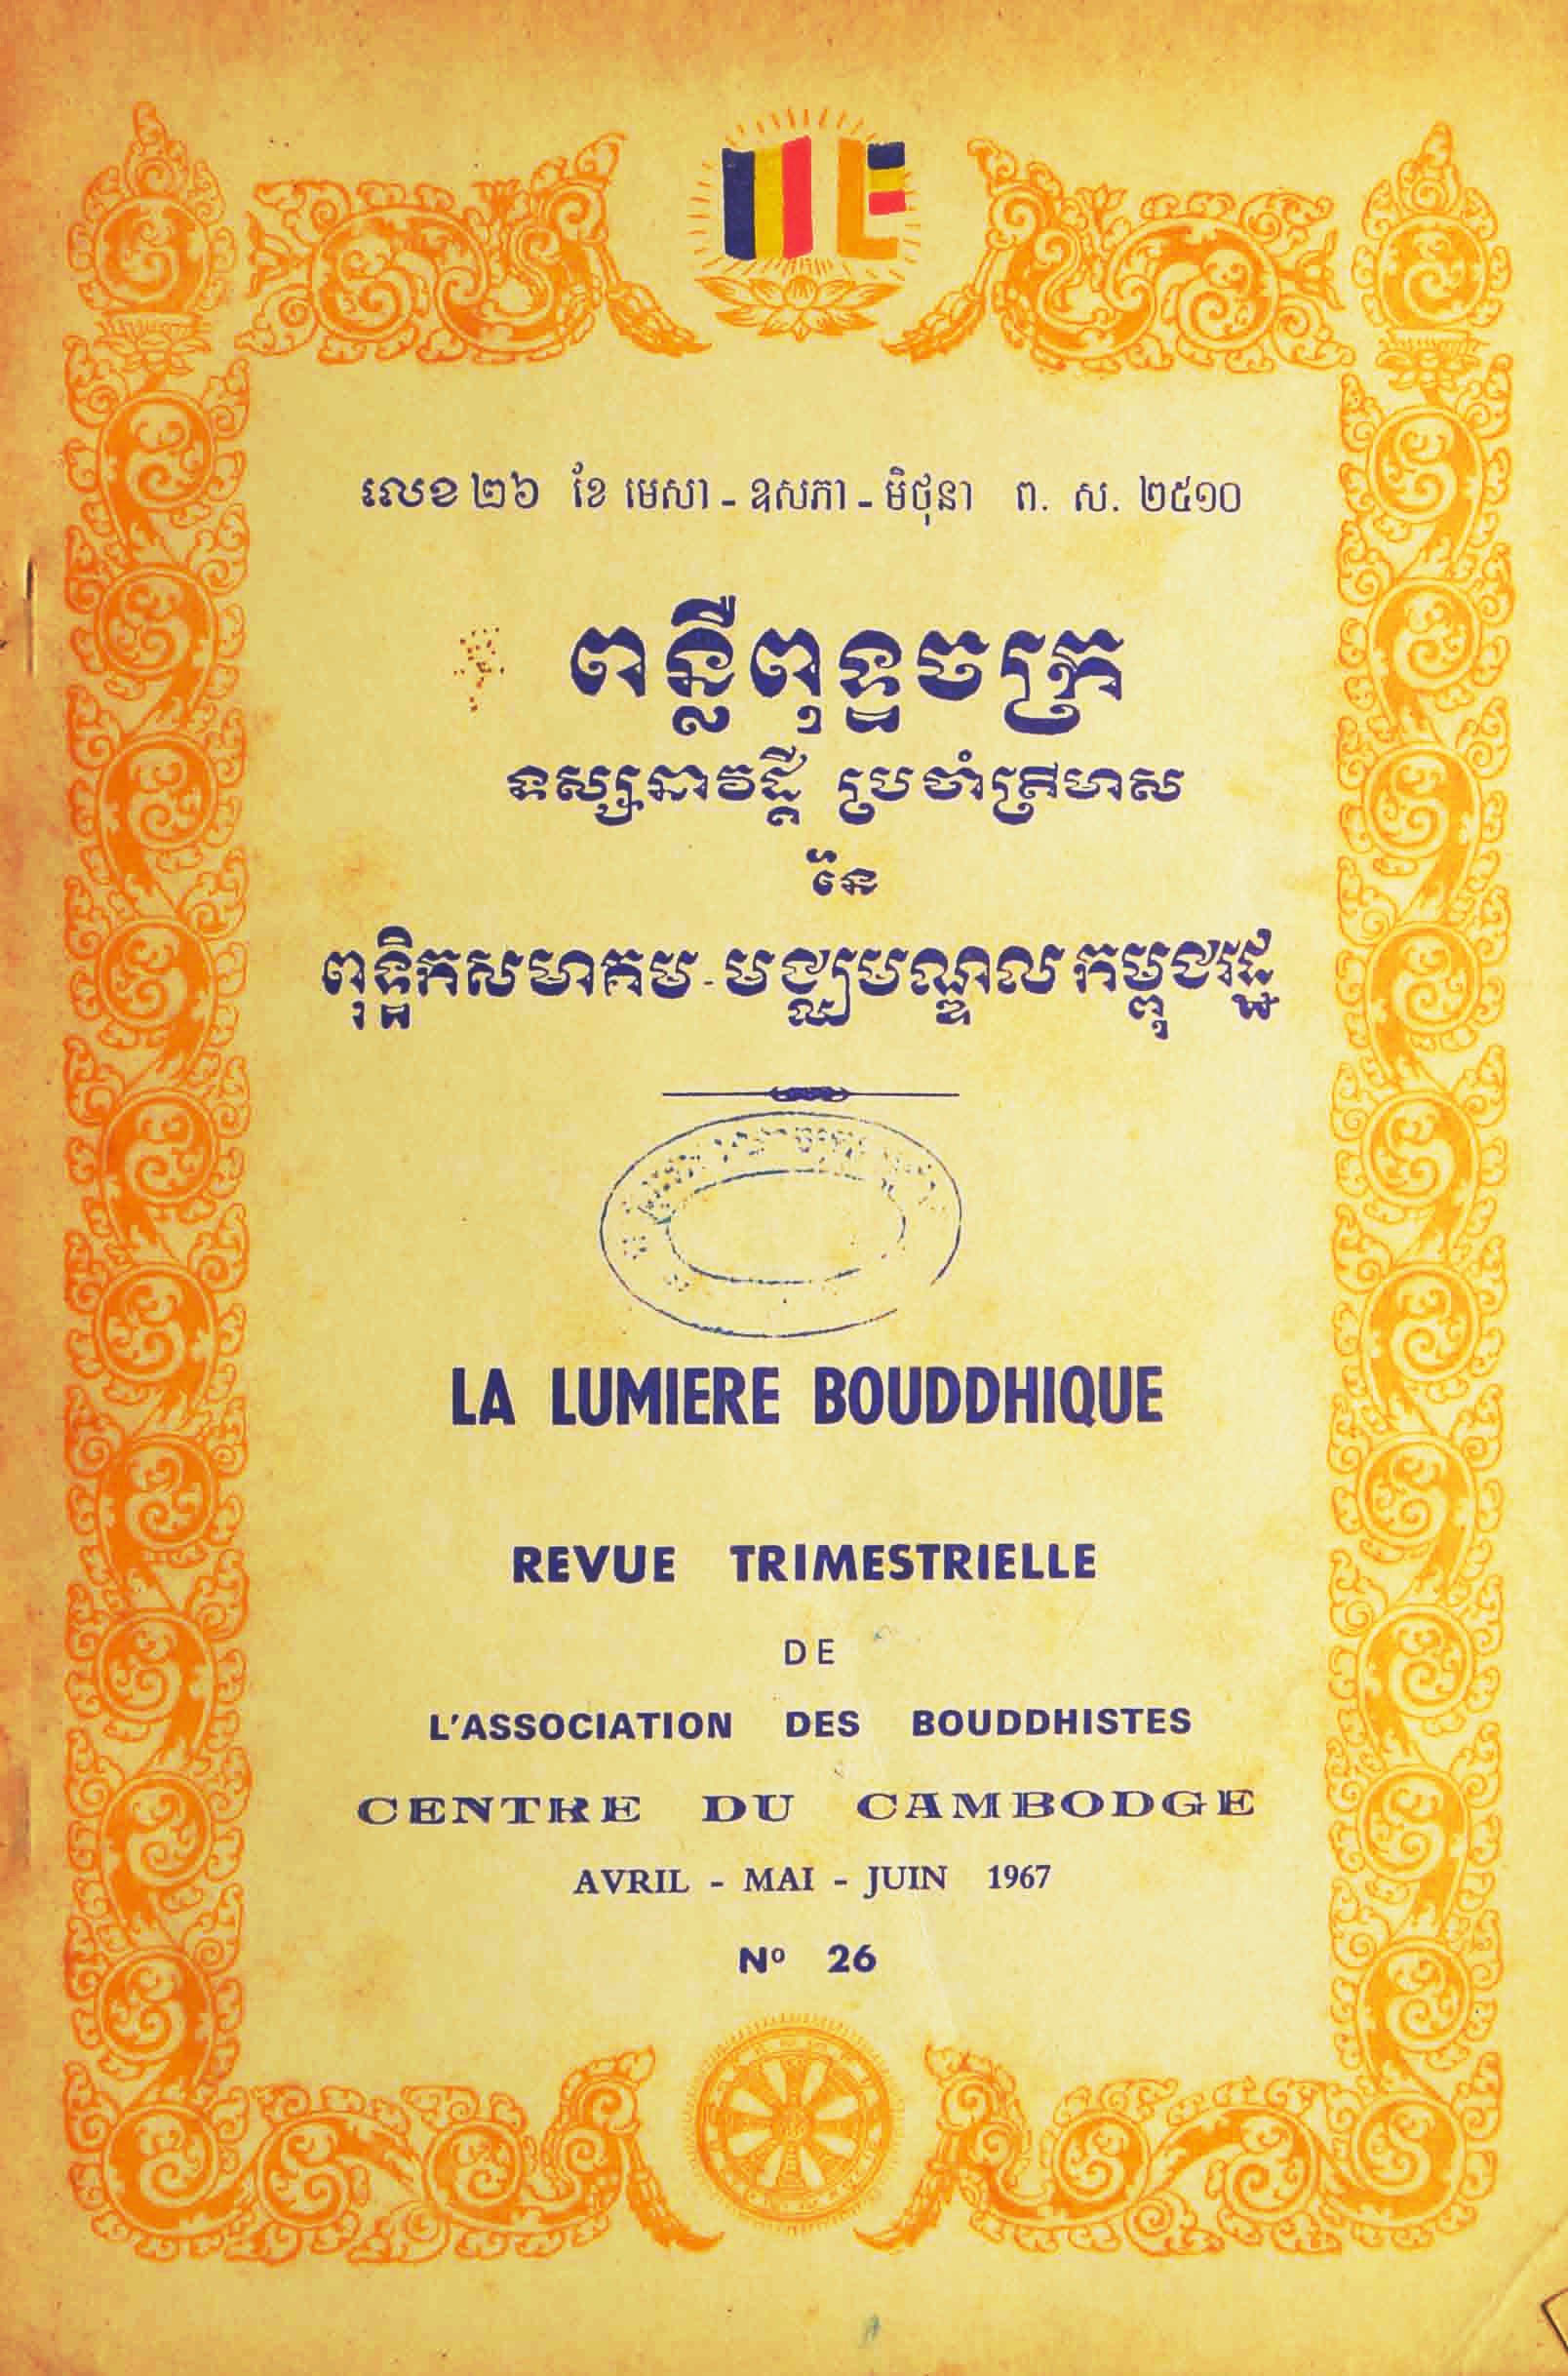 លេខ ២៦ ខែ មេសា - ឧសភា - មិថុនា ព. ស. ២៥១០
ពន្លឺពុទ្ធចក្រ
ទស្សនាវដ្ដី ប្រចាំត្រីមាស
នៃ
ពុទ្ធិកសមាគម - មជ្ឈមណ្ឌល កម្ពុជរដ្ឋ
LA LUMIERE BOUDDHIQUE
REVUE TRIMESTRIELLE
DE
L'ASSOCIATION DES BOUDDHISTES
CENTRE DU CAMBODGE
AVRIL - MAI - JUIN 1967
Nº 26